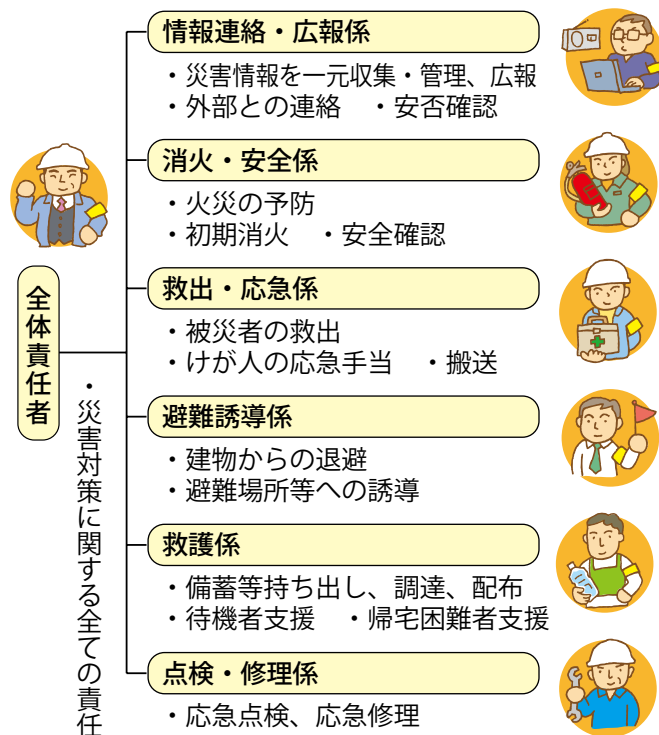 全体責任者
・災害対策に関する全ての責任
情報連絡・広報係
・災害情報を一元収集・管理、広報
・外部との連絡　・安否確認
消火・安全係
・火災の予防
・初期消火　・安全確認
救出・応急係
・被災者の救出
・けが人の応急手当　・搬送
避難誘導係
・建物からの退避
・避難場所等への誘導
救護係
・備蓄等持ち出し、調達、配布
・待機者支援　・帰宅困難者支援
点検・修理係
・応急点検、応急修理